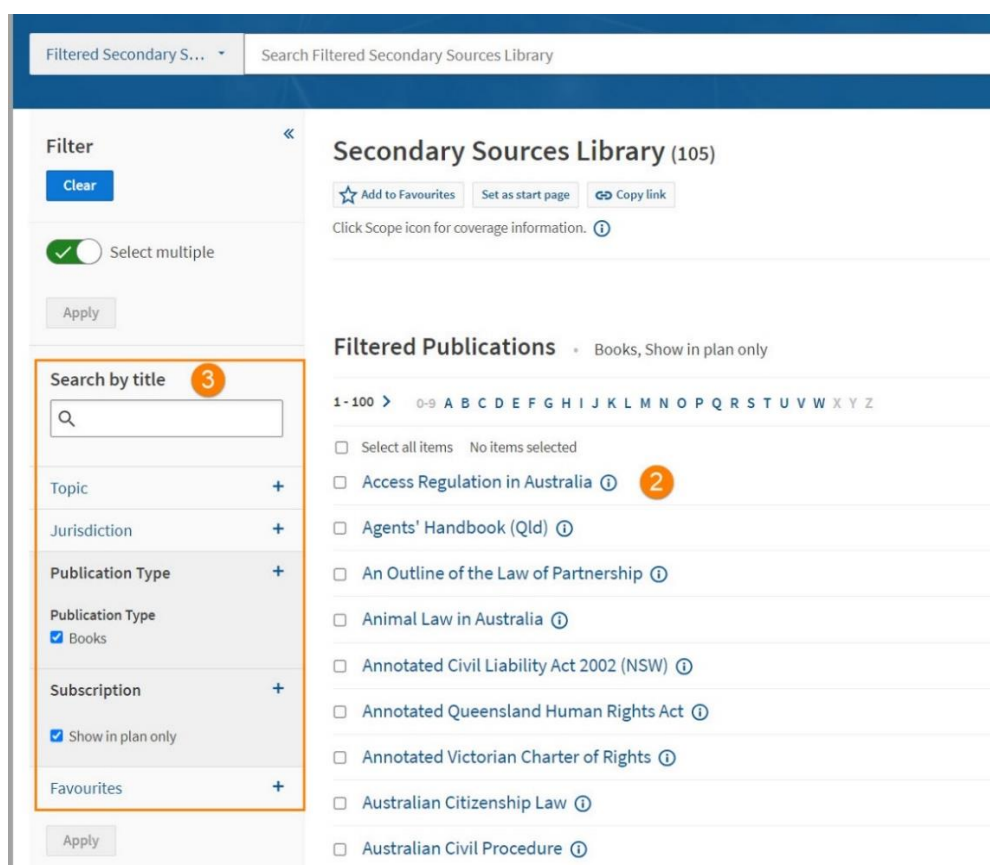 Filtered Secondary S...
Search Filtered Secondary Sources Library
Filter
«
Clear
Select multiple
Apply
Search by title 3
Topic +
Jurisdiction +
Publication Type +
Publication Type
Books
Subscription +
Show in plan only
Favourites +
Apply
Secondary Sources Library (105)
Add to Favourites Set as start page Copy link
Click Scope icon for coverage information.
Filtered Publications • Books, Show in plan only
1 - 100 > 0-9 A B C D E F G H I J K L M N O P Q R S T U V W X Y Z
Select all items No items selected
Access Regulation in Australia 2
Agents' Handbook (Qld)
An Outline of the Law of Partnership
Animal Law in Australia
Annotated Civil Liability Act 2002 (NSW)
Annotated Queensland Human Rights Act
Annotated Victorian Charter of Rights
Australian Citizenship Law
Australian Civil Procedure